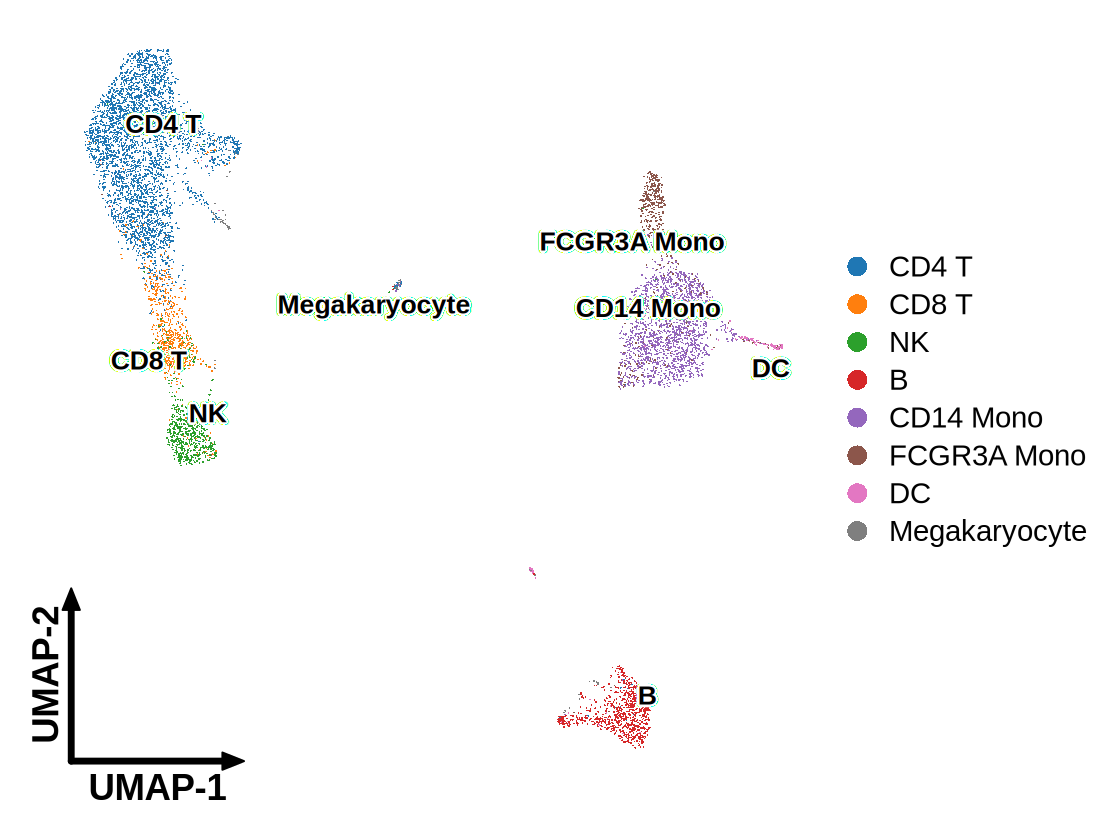 CD4 T
FCGR3A Mono
Megakaryocyte
CD14 Mono
CD8 T
DC
NK
B
CD4 T
CD8 T
NK
B
CD14 Mono
FCGR3A Mono
DC
Megakaryocyte
UMAP-2
UMAP-1